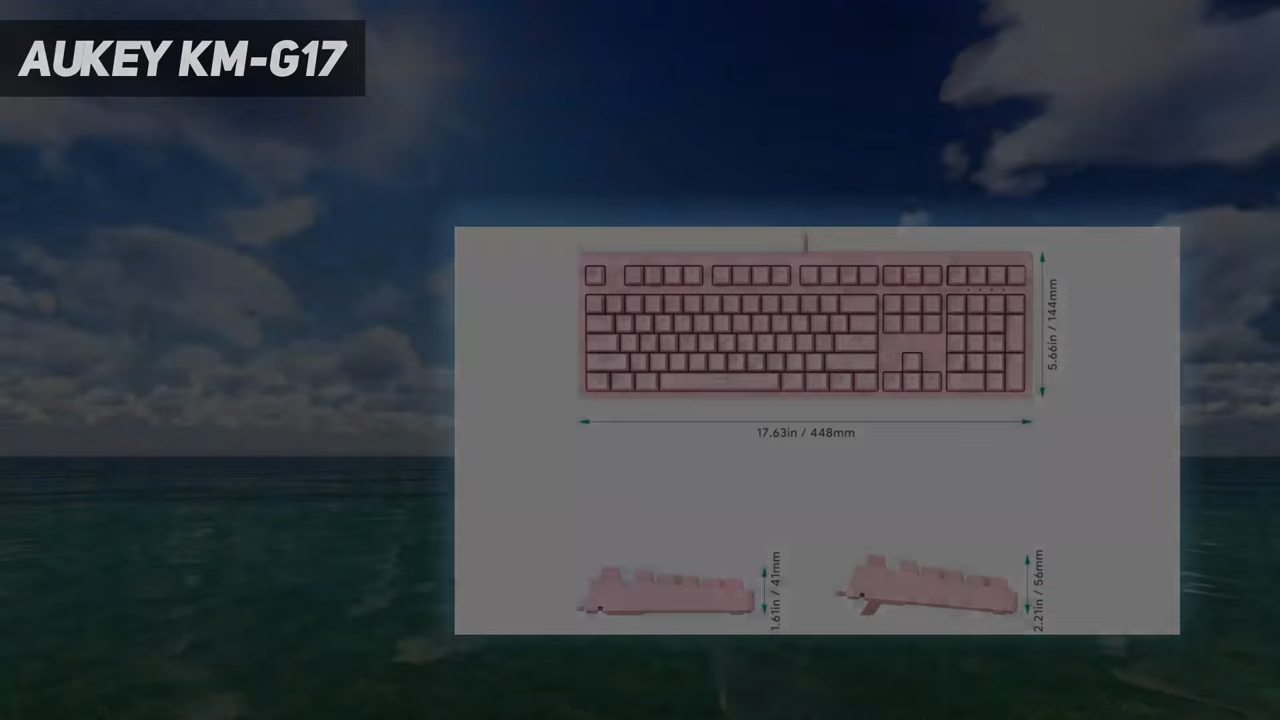 AUKEY KM-G17
5.66in / 144mm
17.63in / 448mm
1.61in / 41mm
2.21in / 56mm